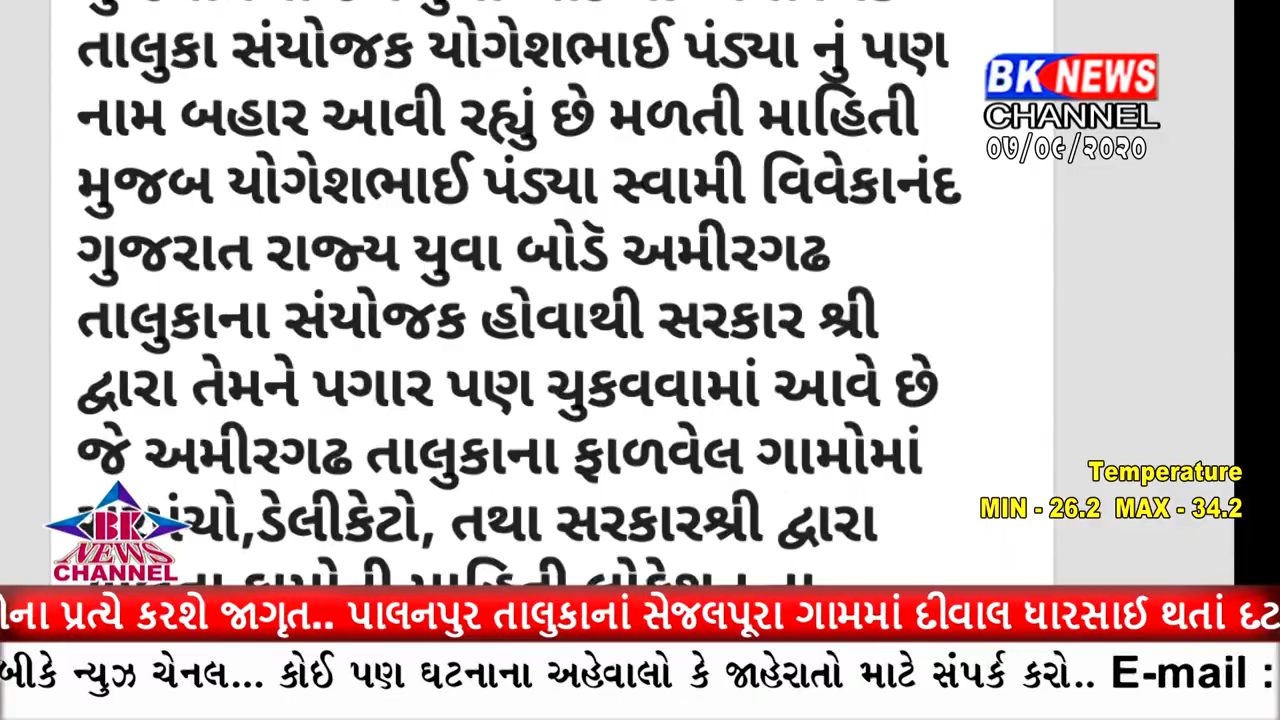 તાલુકા સંયોજક યોગેશભાઈ પંડ્યા નું પણ
નામ બહાર આવી રહ્યું છે મળતી માહિતી
મુજબ યોગેશભાઈ પંડ્યા સ્વામી વિવેકાનંદ
ગુજરાત રાજ્ય યુવા બોર્ડ અમીરગઢ
તાલુકાના સંયોજક હોવાથી સરકાર શ્રી
દ્વારા તેમને પગાર પણ ચુકવવામાં આવે છે
જે અમીરગઢ તાલુકાના ફાળવેલ ગામોમાં
ડેલીકેટો, તથા સરકારશ્રી દ્વારા
BK NEWS
CHANNEL
૦૭/૦૯/૨૦૨૦
Temperature
MIN - 26.2 MAX - 34.2
BK
NEWS
CHANNEL
પ્રત્યે કરશે જાગૃત.. પાલનપુર તાલુકાનાં સેજલપૂરા ગામમાં દીવાલ ધારસાઈ થતાં
બીકે ન્યુઝ ચેનલ... કોઈ પણ ઘટનાના અહેવાલો કે જાહેરાતો માટે સંપર્ક કરો.. E-mail :